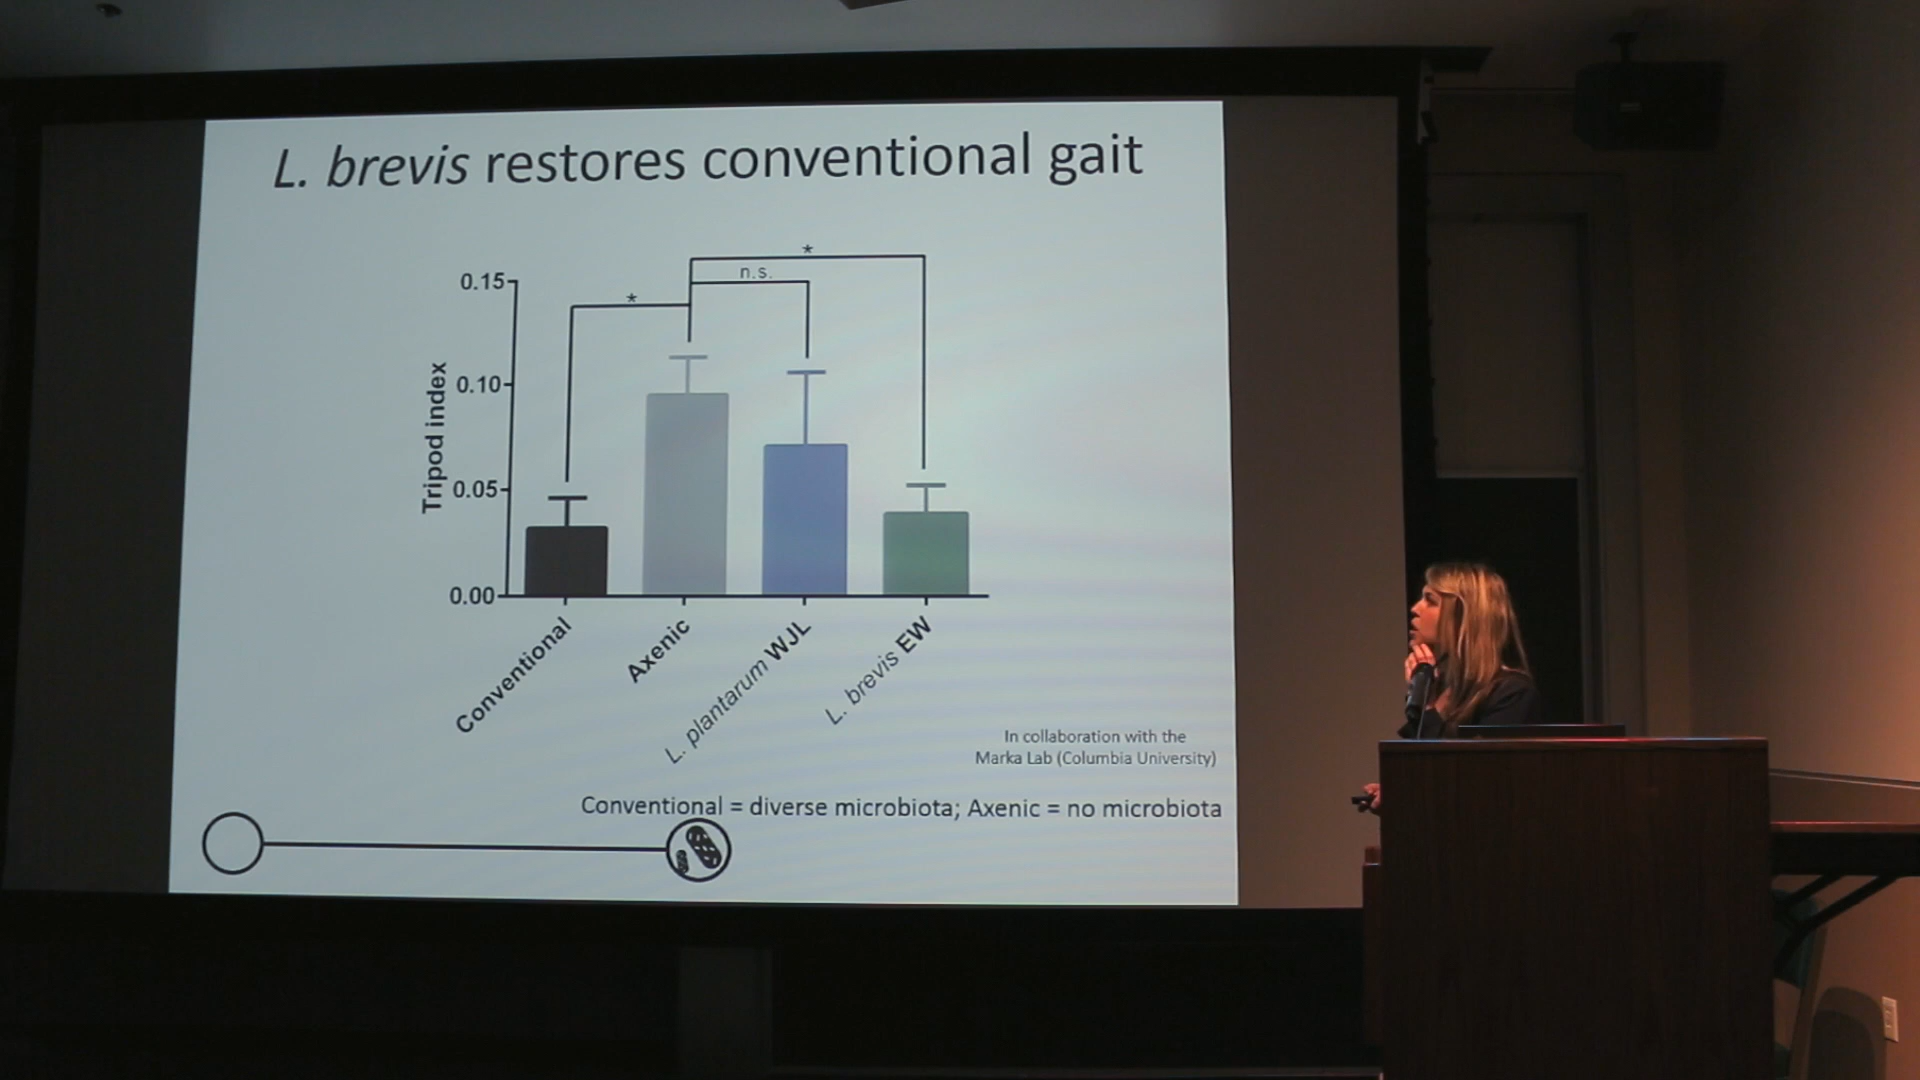 L. brevis restores conventional gait
*
n.s.
*
0.15
0.10
0.05
0.00
Tripod index
Conventional
Axenic
L. plantarum WJL
L. brevis EW
In collaboration with the
Marka Lab (Columbia University)
Conventional = diverse microbiota; Axenic = no microbiota